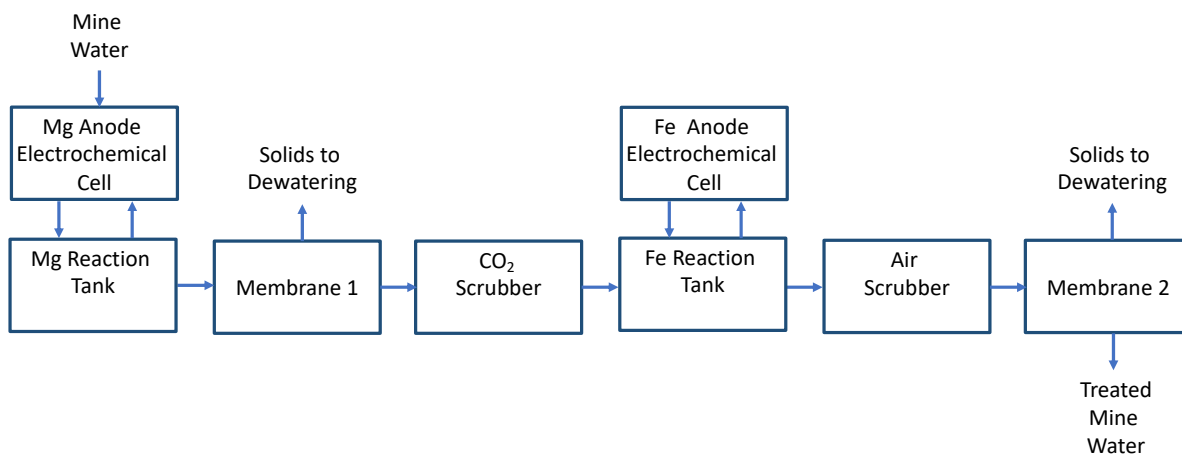 Mine
Water
Mg Anode
Electrochemical
Cell
Mg Reaction
Tank
Solids to
Dewatering
Membrane 1
CO₂
Scrubber
Fe Anode
Electrochemical
Cell
Fe Reaction
Tank
Air
Scrubber
Solids to
Dewatering
Membrane 2
Treated
Mine
Water